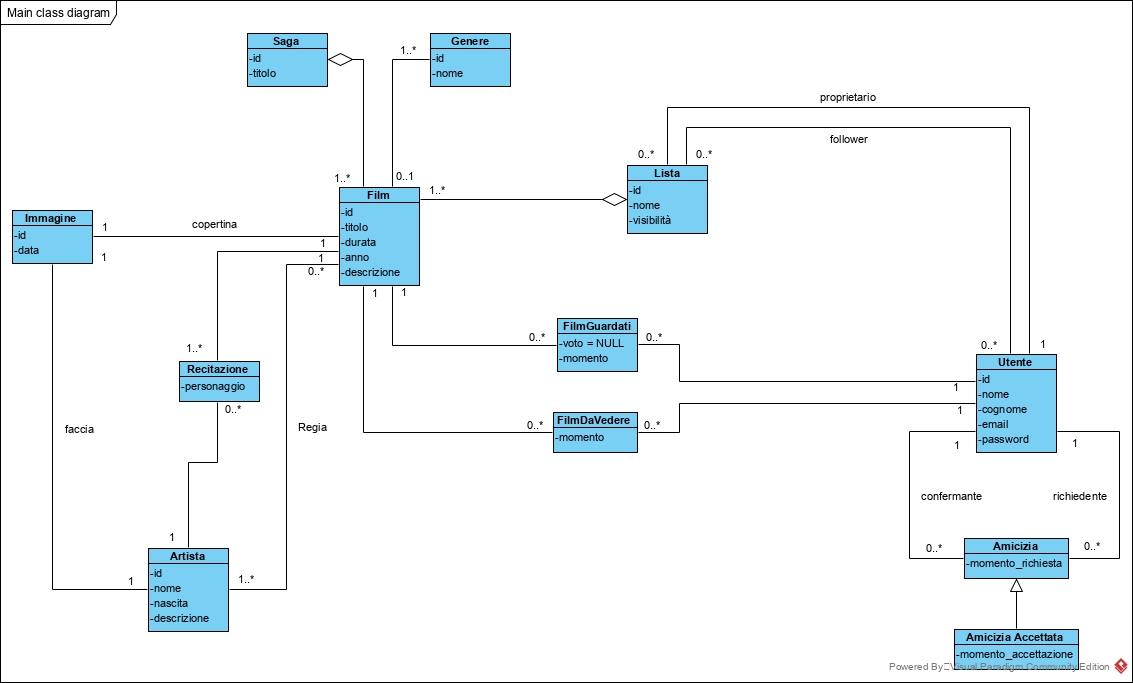 Main class diagram
Saga
-id
-titolo
Genere
-id
-nome
1..*
proprietario
follower
0..*
0..*
Lista
-id
-nome
-visibilità
1..*
0..1
1..*
Film
-id
-titolo
-durata
-anno
-descrizione
Immagine
-id
-data
1
copertina
1
1
1
0..*
1
1
FilmGuardati
-voto = NULL
-momento
0..*
0..*
FilmDaVedere
-momento
0..*
0..*
0..*
1
Utente
-id
-nome
-cognome
-email
-password
1
1
1
1
1..*
Recitazione
-personaggio
0..*
faccia
Regia
confermante
richiedente
1
Artista
-id
-nome
-nascita
-descrizione
1
1..*
0..*
0..*
Amicizia
-momento_richiesta
Amicizia Accettata
-momento_accettazione
Powered By Visual Paradigm Community Edition